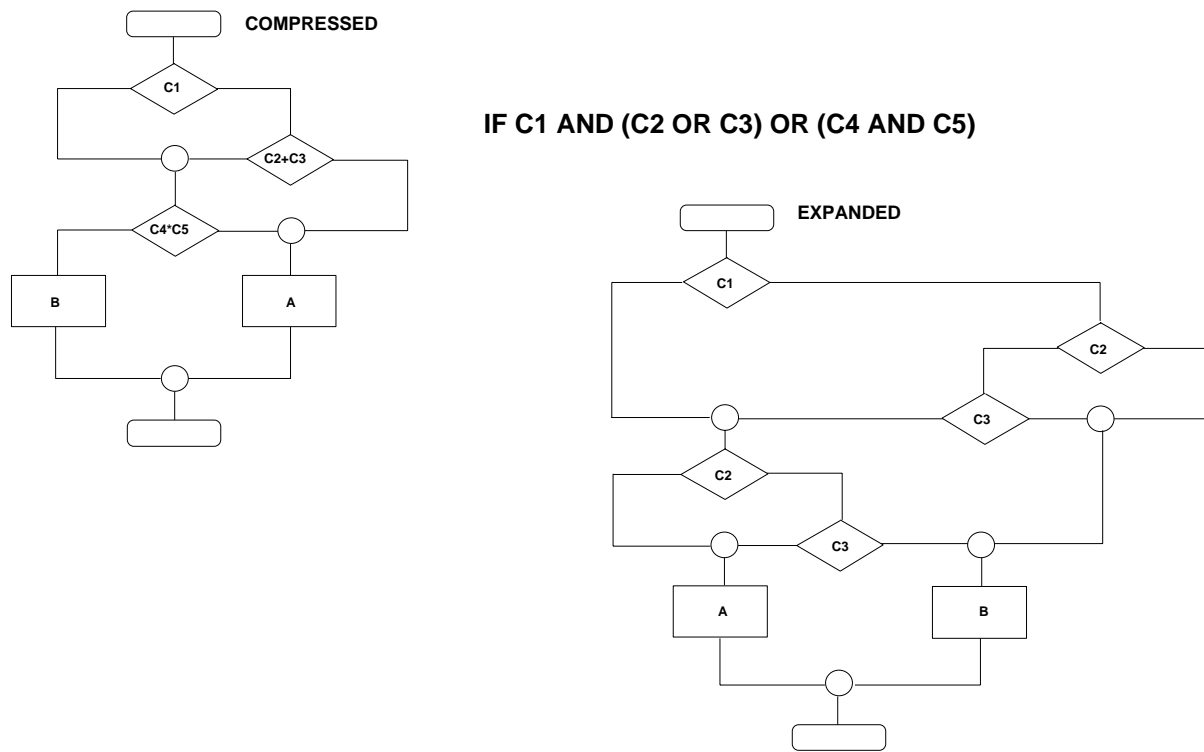 COMPRESSED
C1
C2+C3
C4*C5
B
A
IF C1 AND (C2 OR C3) OR (C4 AND C5)
EXPANDED
C1
C2
C3
C2
C3
A
B